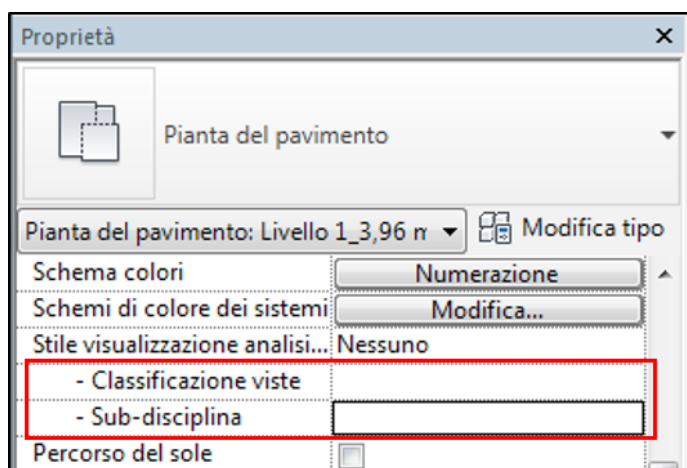 Proprietà
Pianta del pavimento
Pianta del pavimento: Livello 1_3,96 m Modifica tipo
Schema colori Numerazione
Schemi di colore dei sistemi Modifica...
Stile visualizzazione analisi... Nessuno
- Classificazione viste
- Sub-disciplina
Percorso del sole